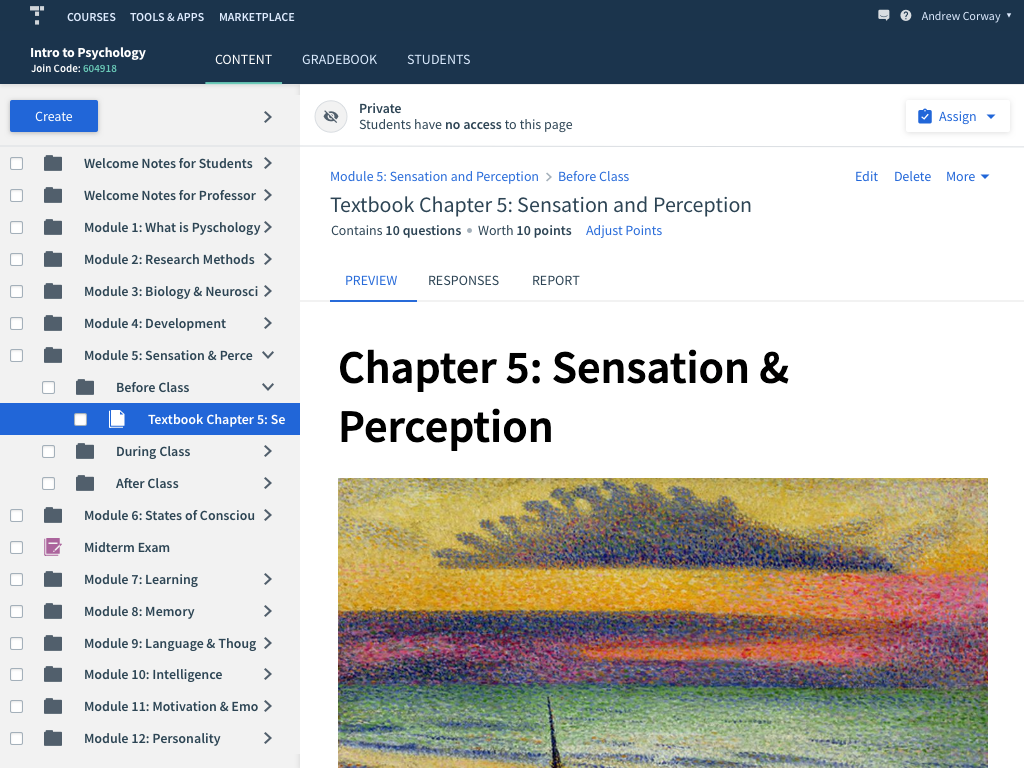 COURSES TOOLS & APPS MARKETPLACE
Andrew Corway
Intro to Psychology
Join Code: 604918
CONTENT GRADEBOOK STUDENTS
Create
Private
Students have no access to this page
Assign
Welcome Notes for Students
Welcome Notes for Professor
Module 1: What is Pyschology
Module 2: Research Methods
Module 3: Biology & Neurosci
Module 4: Development
Module 5: Sensation & Perce
Before Class
Textbook Chapter 5: Se
During Class
After Class
Module 6: States of Consciou
Midterm Exam
Module 7: Learning
Module 8: Memory
Module 9: Language & Thoug
Module 10: Intelligence
Module 11: Motivation & Emo
Module 12: Personality
Module 5: Sensation and Perception > Before Class
Edit Delete More
Textbook Chapter 5: Sensation and Perception
Contains 10 questions • Worth 10 points Adjust Points
PREVIEW RESPONSES REPORT
Chapter 5: Sensation &
Perception